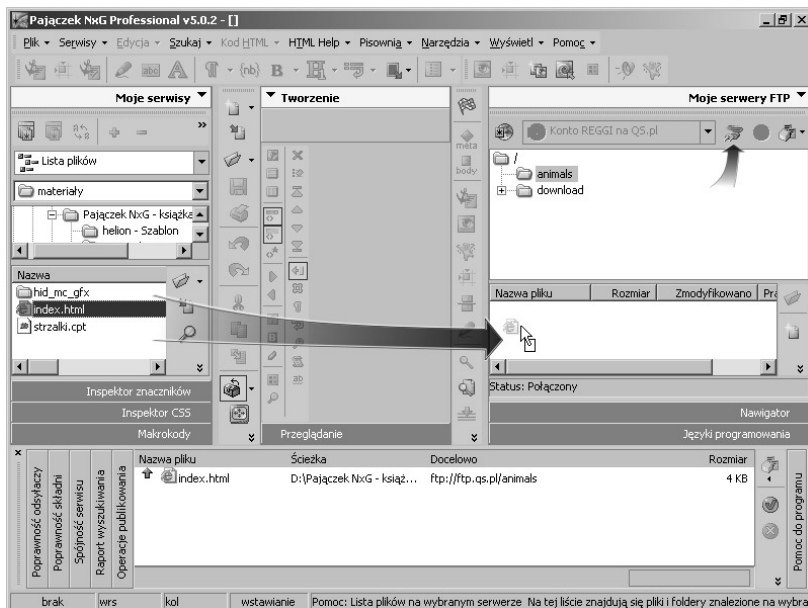 Pajączek NxG Professional v5.0.2 - []
Plik Serwisy Edycja Szukaj Kod HTML HTML Help Pisownia Narzędzia Wyświetl Pomoc
abc A ¶ {nb} B H
Moje serwisy
Lista plików
materiały
Pajączek NxG - książka
helion - Szablon
Nazwa
hid_mc_gfx
index.html
strzalki.cpt
Inspektor znaczników
Inspektor CSS
Makrokody
Tworzenie
Przeglądanie
meta
body
Moje serwery FTP
Konto REGGI na QS.pl
/
animals
download
Nazwa pliku Rozmiar Zmodyfikowano Pra
Status: Połączony
Nawigator
Języki programowania
Poprawność odsyłaczy
Poprawność składni
Spójność serwisu
Raport wyszukiwania
Operacje publikowania
Nazwa pliku Ścieżka Docelowo Rozmiar
index.html D:\Pajączek NxG - książ... ftp://ftp.qs.pl/animals 4 KB
Pomoc do programu
brak wrs kol wstawianie Pomoc: Lista plików na wybranym serwerze Na tej liście znajdują się pliki i foldery znalezione na wybra